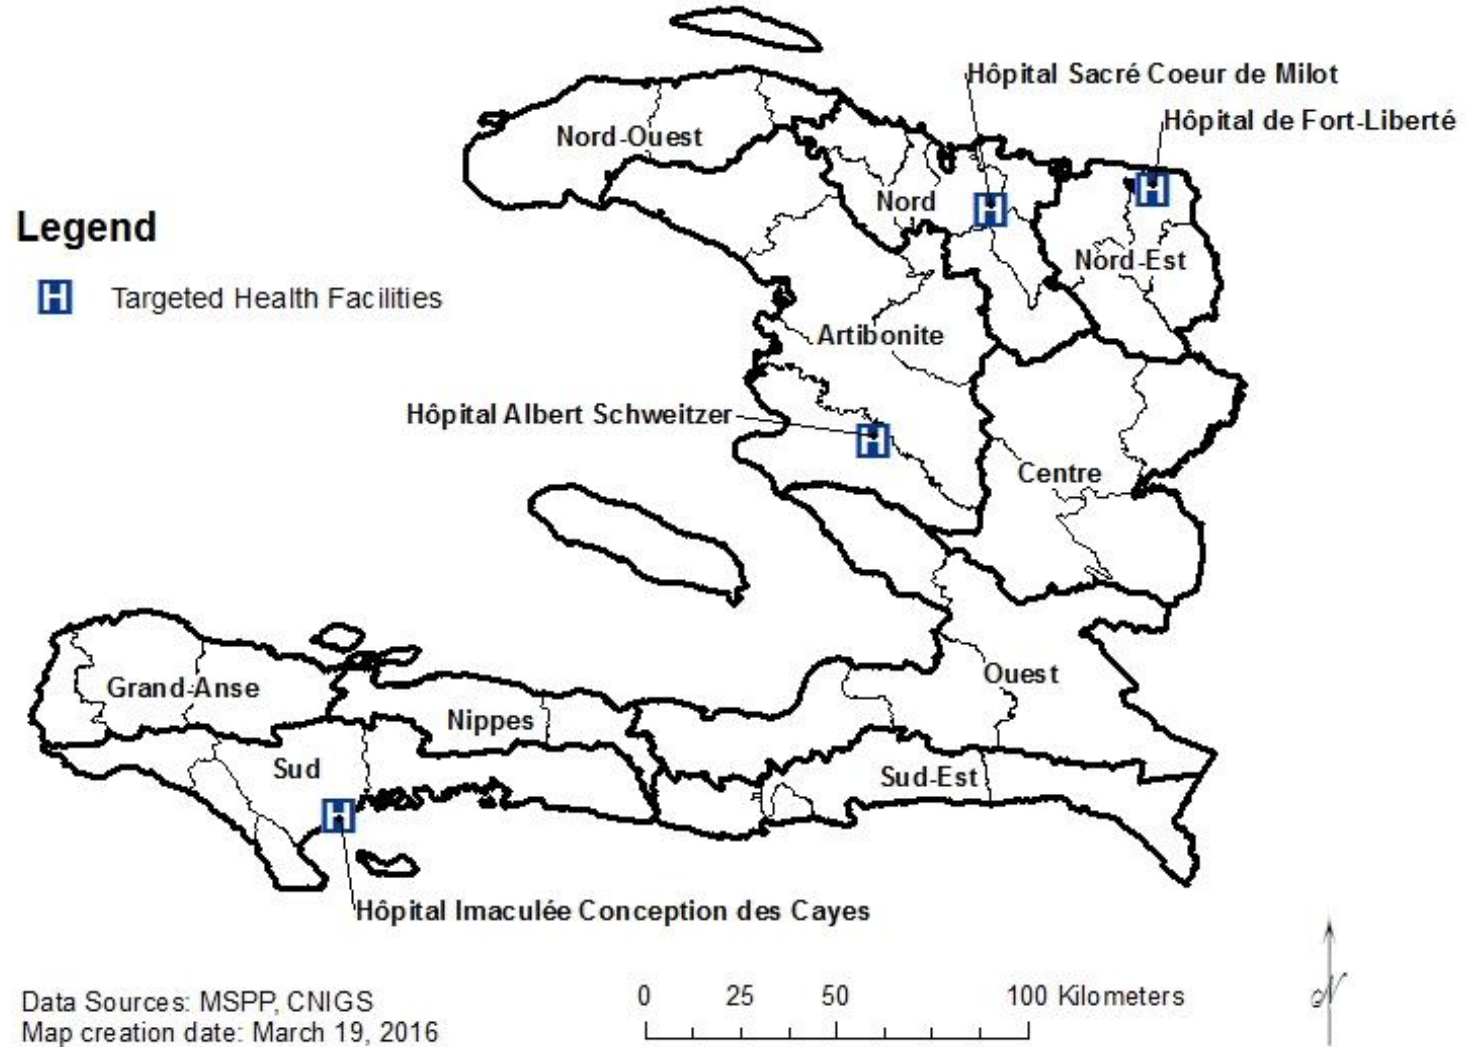 Hôpital Sacré Coeur de Milot
Hôpital de Fort-Liberté
Nord-Ouest
Nord
Legend
Nord-Est
H Targeted Health Facilities
Artibonite
Hôpital Albert Schweitzer
Centre
Ouest
Grand-Anse
Nippes
Sud
Sud-Est
Hôpital Imaculée Conception des Cayes
Data Sources: MSPP, CNIGS
Map creation date: March 19, 2016
0 25 50 100 Kilometers
N